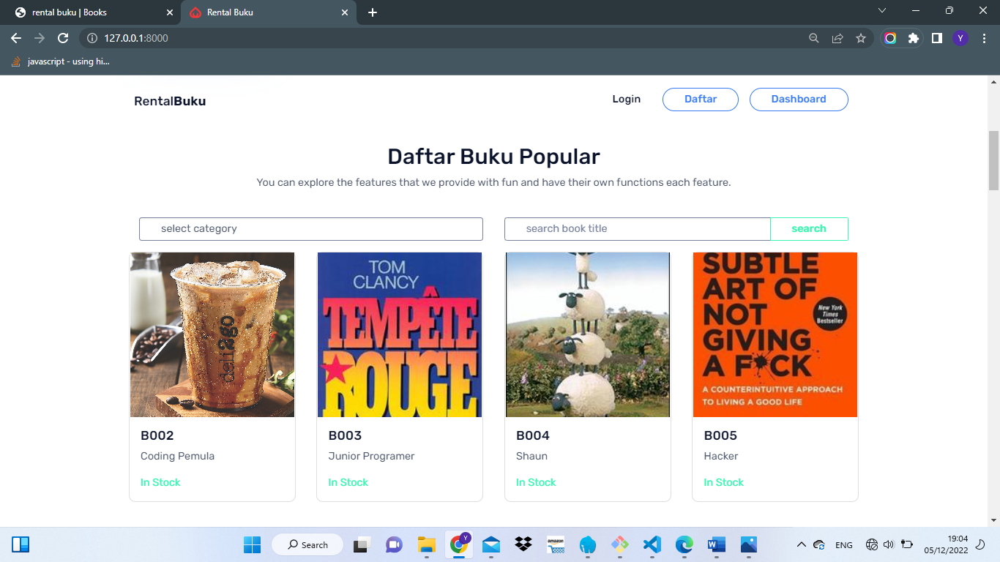 rental buku | Books
Rental Buku
127.0.0.1:8000
Y
javascript - using hi...
RentalBuku
Login
Daftar
Dashboard
Daftar Buku Popular
You can explore the features that we provide with fun and have their own functions each feature.
select category
search book title
search
deli2go
TOM
CLANCY
TEMPÊTE
ROUGE
SUBTLE
ART OF
NOT
GIVING
A F*CK
New York
Times
Bestseller
A COUNTERINTUITIVE APPROACH
TO LIVING A GOOD LIFE
B002
Coding Pemula
In Stock
B003
Junior Programer
In Stock
B004
Shaun
In Stock
B005
Hacker
In Stock
Search
Y
amazon
W
ENG
19:04
05/12/2022